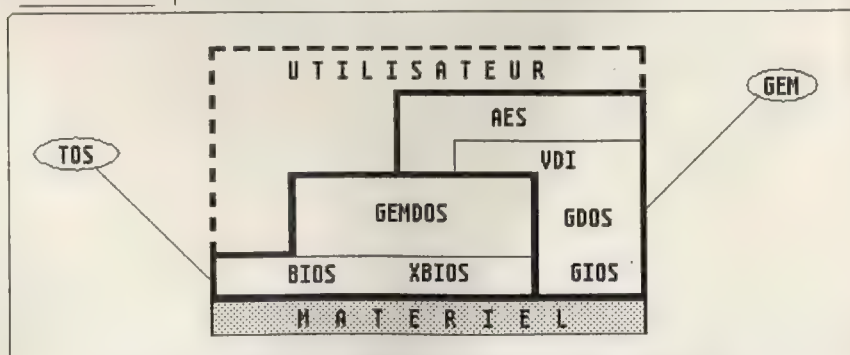 UTILISATEUR
GEM
AES
TOS
VDI
GEMDOS
GDOS
BIOS XBIOS GIOS
MATERIEL